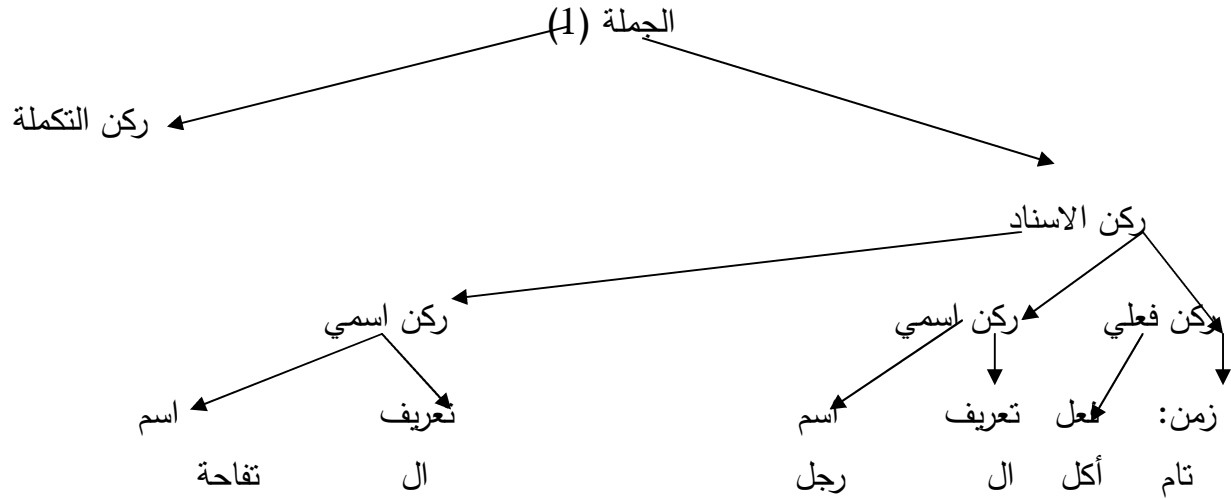 الجملة (1)
ركن التكملة
ركن الاسناد
ركن فعلي ركن اسمي ركن اسمي
زمن: فعل تعريف اسم تعريف اسم
تام أكل ال رجل ال تفاحة